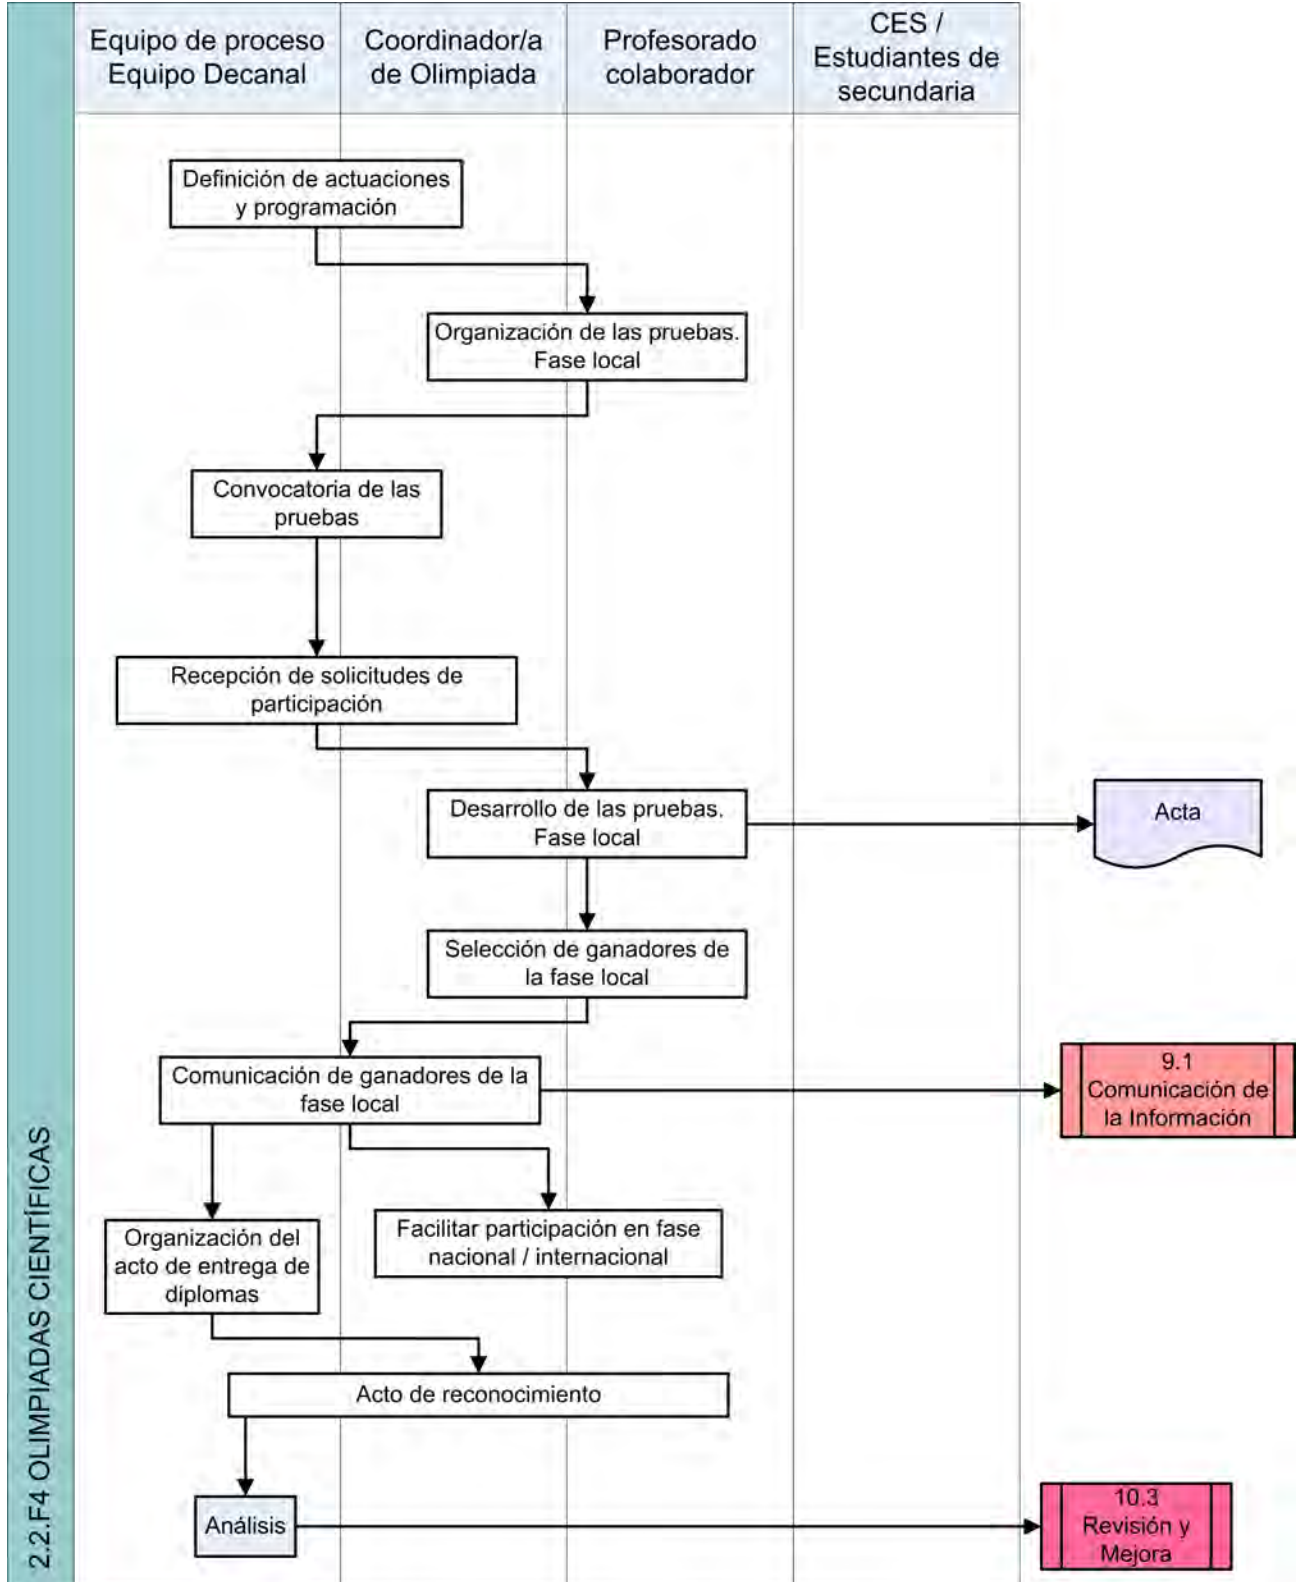 Equipo de proceso
Equipo Decanal
Coordinador/a
de Olimpiada
Profesorado
colaborador
CES /
Estudiantes de
secundaria
2.2.F4 OLIMPIADAS CIENTÍFICAS
Definición de actuaciones
y programación
Organización de las pruebas.
Fase local
Convocatoria de las
pruebas
Recepción de solicitudes de
participación
Desarrollo de las pruebas.
Fase local
Acta
Selección de ganadores de
la fase local
Comunicación de ganadores de la
fase local
9.1
Comunicación de
la Información
Organización del
acto de entrega de
diplomas
Facilitar participación en fase
nacional / internacional
Acto de reconocimiento
Análisis
10.3
Revisión y
Mejora